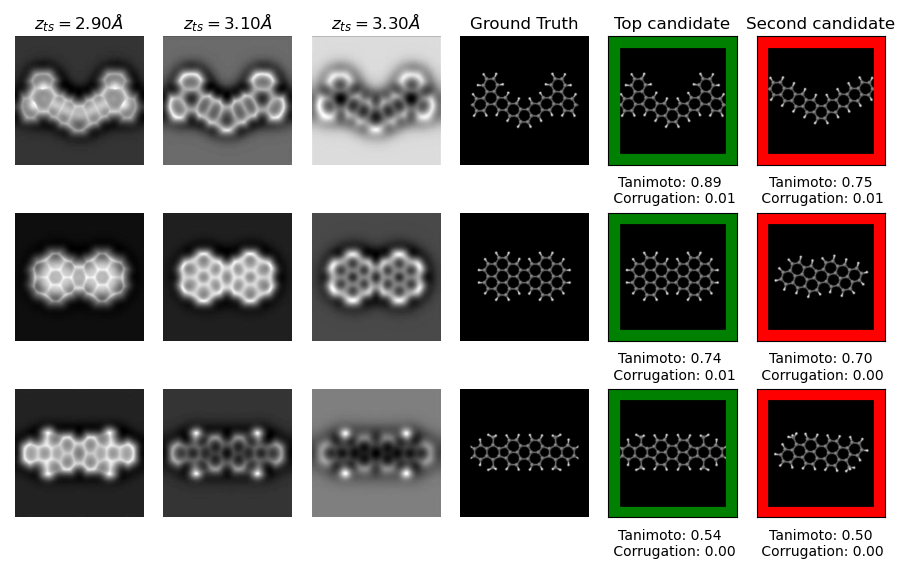 z_ts = 2.90Å
z_ts = 3.10Å
z_ts = 3.30Å
Ground Truth
Top candidate
Second candidate
Tanimoto: 0.89
Corrugation: 0.01
Tanimoto: 0.75
Corrugation: 0.01
Tanimoto: 0.74
Corrugation: 0.01
Tanimoto: 0.70
Corrugation: 0.00
Tanimoto: 0.54
Corrugation: 0.00
Tanimoto: 0.50
Corrugation: 0.00